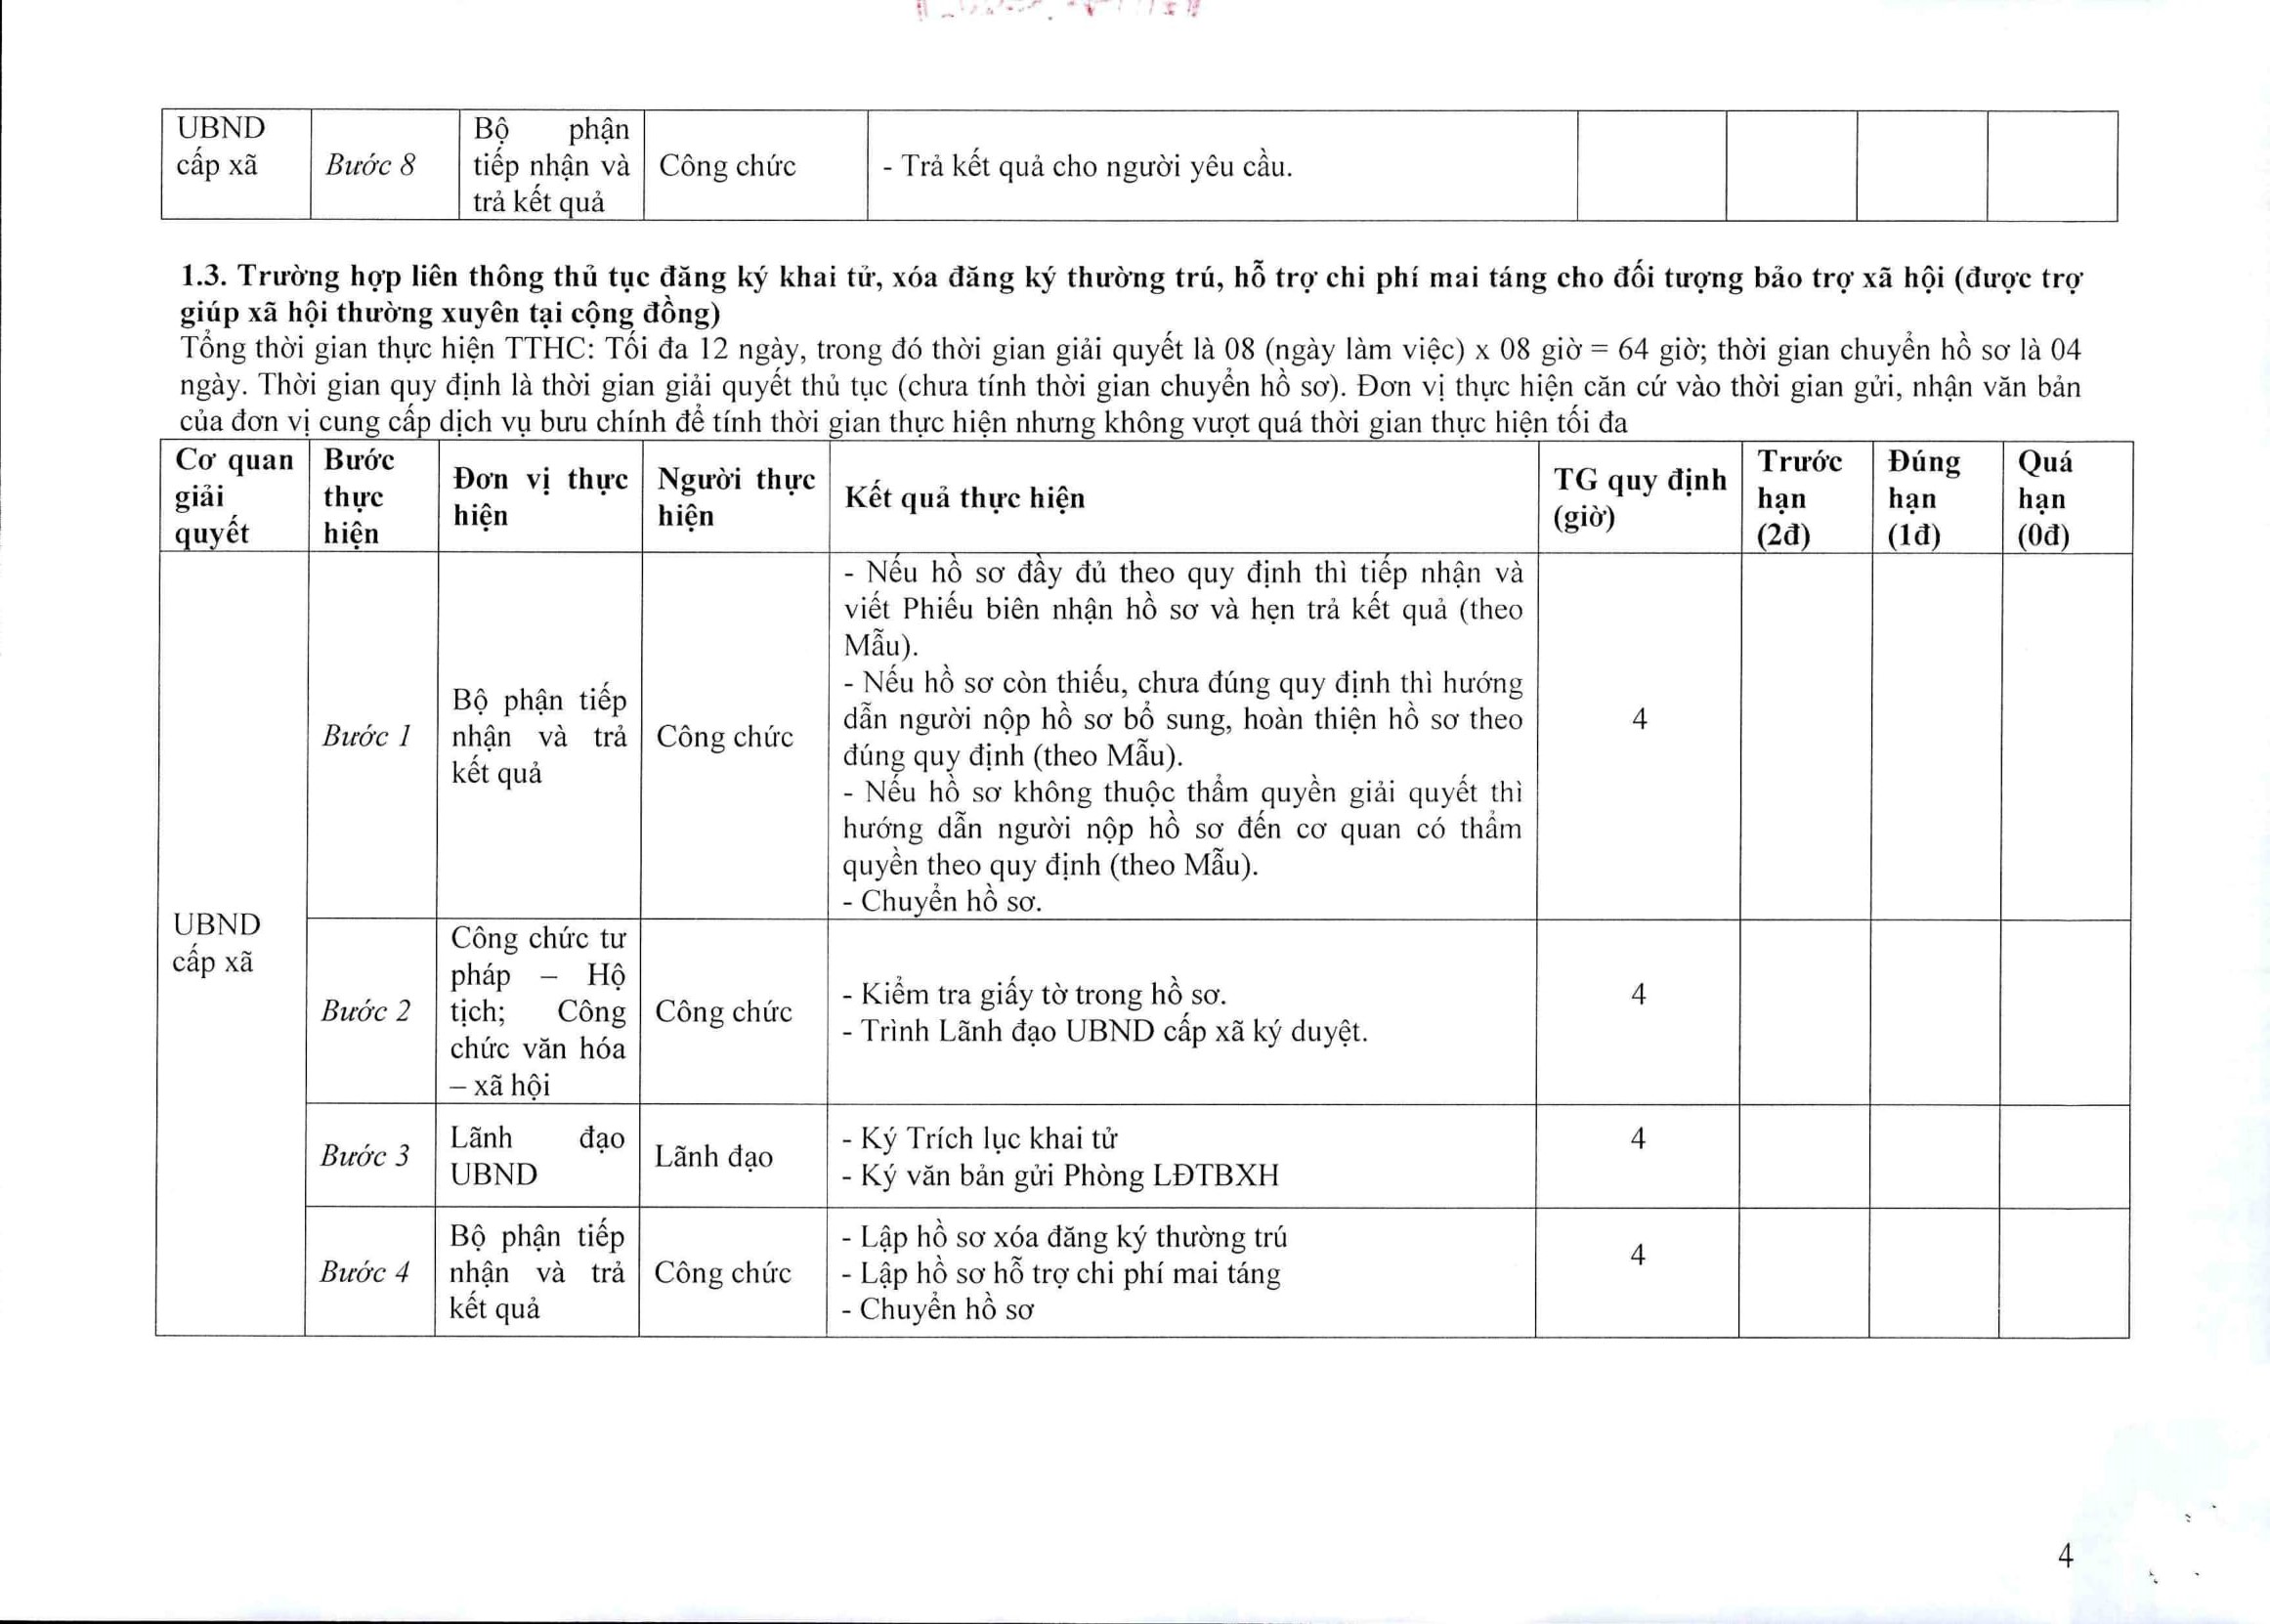 UBND
cấp xã
Bước 8
Bộ phận
tiếp nhận và
trả kết quả
Công chức
- Trả kết quả cho người yêu cầu.
1.3. Trường hợp liên thông thủ tục đăng ký khai tử, xóa đăng ký thường trú, hỗ trợ chi phí mai táng cho đối tượng bảo trợ xã hội (được trợ
giúp xã hội thường xuyên tại cộng đồng)
Tổng thời gian thực hiện TTHC: Tối đa 12 ngày, trong đó thời gian giải quyết là 08 (ngày làm việc) x 08 giờ = 64 giờ; thời gian chuyển hồ sơ là 04
ngày. Thời gian quy định là thời gian giải quyết thủ tục (chưa tính thời gian chuyển hồ sơ). Đơn vị thực hiện căn cứ vào thời gian gửi, nhận văn bản
của đơn vị cung cấp dịch vụ bưu chính để tính thời gian thực hiện nhưng không vượt quá thời gian thực hiện tối đa
Cơ quan
giải
quyết
Bước
thực
hiện
Đơn vị thực
hiện
Người thực
hiện
Kết quả thực hiện
TG quy định
(giờ)
Trước
hạn
(2đ)
Đúng
hạn
(1đ)
Quá
hạn
(0đ)
UBND
cấp xã
Bước 1
Bộ phận tiếp
nhận và trả
kết quả
Công chức
- Nếu hồ sơ đầy đủ theo quy định thì tiếp nhận và
viết Phiếu biên nhận hồ sơ và hẹn trả kết quả (theo
Mẫu).
- Nếu hồ sơ còn thiếu, chưa đúng quy định thì hướng
dẫn người nộp hồ sơ bổ sung, hoàn thiện hồ sơ theo
đúng quy định (theo Mẫu).
- Nếu hồ sơ không thuộc thẩm quyền giải quyết thì
hướng dẫn người nộp hồ sơ đến cơ quan có thẩm
quyền theo quy định (theo Mẫu).
- Chuyển hồ sơ.
4
Bước 2
Công chức tư
pháp – Hộ
tịch; Công
chức văn hóa
– xã hội
Công chức
- Kiểm tra giấy tờ trong hồ sơ.
- Trình Lãnh đạo UBND cấp xã ký duyệt.
4
Bước 3
Lãnh đạo
UBND
Lãnh đạo
- Ký Trích lục khai tử
- Ký văn bản gửi Phòng LĐTBXH
4
Bước 4
Bộ phận tiếp
nhận và trả
kết quả
Công chức
- Lập hồ sơ xóa đăng ký thường trú
- Lập hồ sơ hỗ trợ chi phí mai táng
- Chuyển hồ sơ
4
4